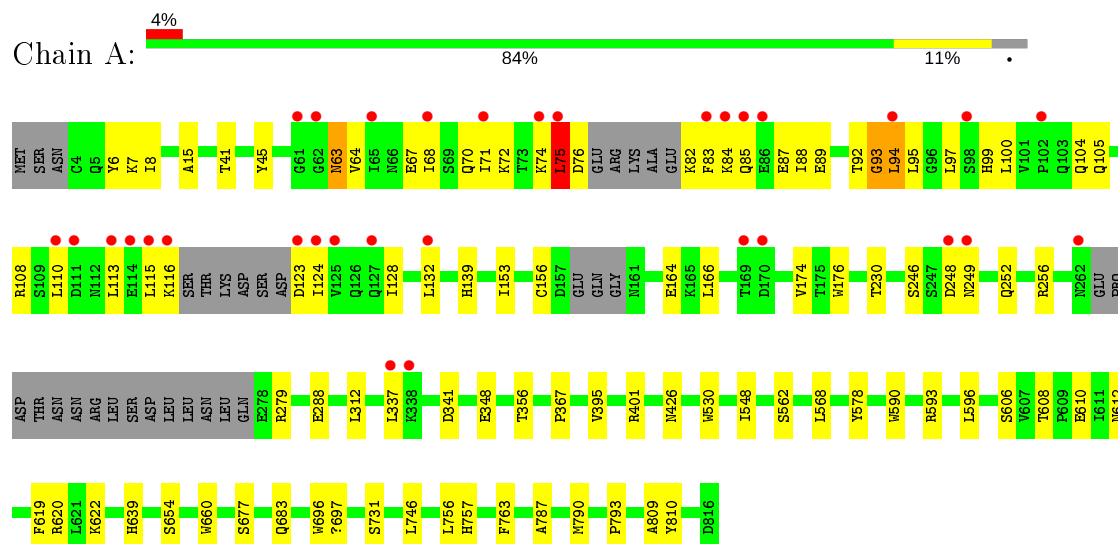 4%
Chain A:
84% 11% •
MET SER ASN C4 Q5 Y6 K7 I8 A15 T41 Y45 G61 G62 N63 V64 I65 N66 E67 I68 S69 Q70 I71 K72 T73 K74 L75 D76 GLU ARG LYS ALA GLU K82 F83 K84 Q85 E86 E87 I88 E89 T92 G93 L94 L95 G96 L97 S98 H99 L100 V101 P102 Q103 Q104 Q105
R108 S109 L110 D111 N112 L113 E114 L115 K116 SER THR LYS ASP SER ASP D123 I124 V125 Q126 Q127 I128 L132 H139 I153 C156 D157 GLU GLN GLY N161 E164 K165 L166 T169 D170 V174 T175 W176 T230 S246 S247 D248 N249 Q252 R256 N262 GLU PRO
ASP THR ASN ASN ARG LEU SER ASP LEU LEU ASN LEU GLN E278 R279 E288 L312 L337 K338 D341 E348 T356 P367 V395 R401 N426 W530 I548 S562 L568 Y578 W590 R593 L596 S606 V607 T608 P609 E610 I611 N612
F619 R620 L621 K622 H639 S654 W660 S677 Q683 W696 ?697 S731 L746 L756 H757 F763 A787 M790 P793 A809 Y810 D816